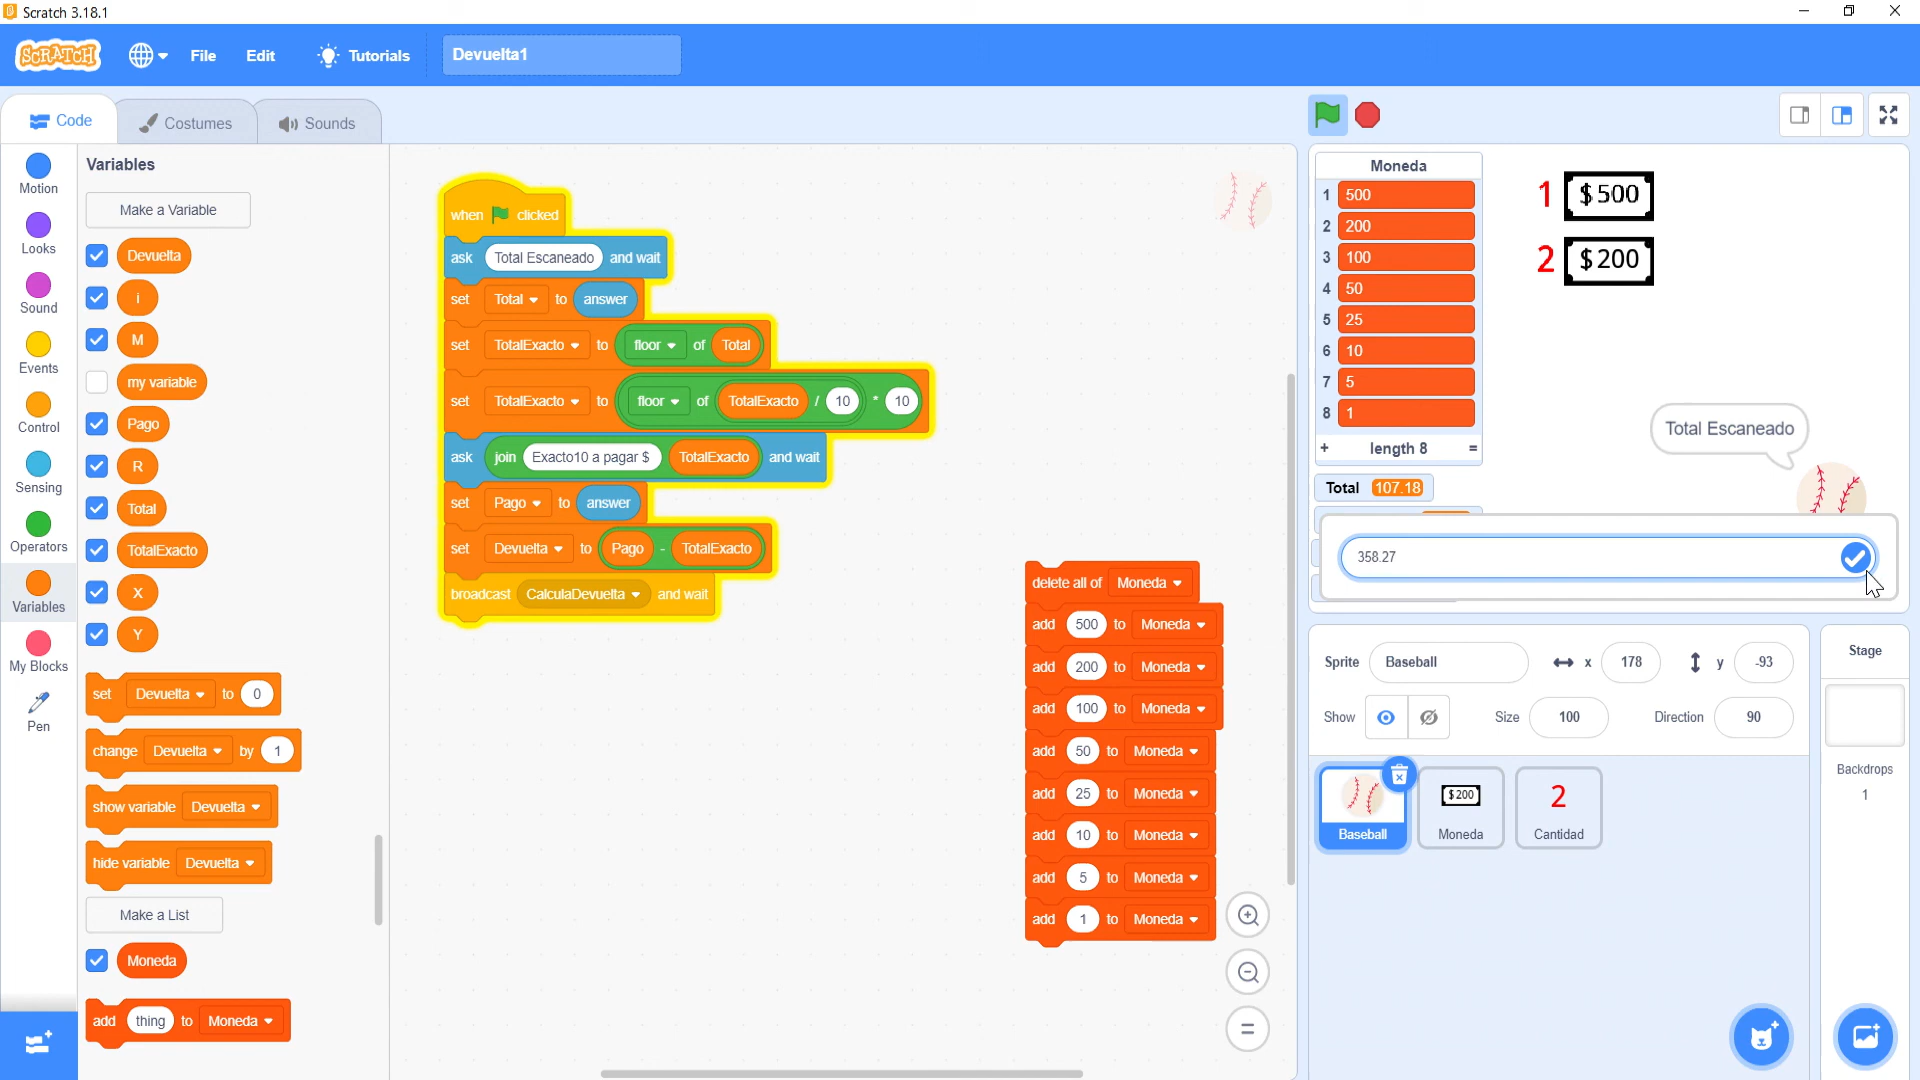 Scratch 3.18.1
SCRATCH File Edit Tutorials Devuelta1
Code Costumes Sounds
Motion
Looks
Sound
Events
Control
Sensing
Operators
Variables
My Blocks
Pen
Variables
Make a Variable
Devuelta
i
M
my variable
Pago
R
Total
TotalExacto
X
Y
set Devuelta to 0
change Devuelta by 1
show variable Devuelta
hide variable Devuelta
Make a List
Moneda
add thing to Moneda
when clicked
ask Total Escaneado and wait
set Total to answer
set TotalExacto to floor of Total
set TotalExacto to floor of TotalExacto / 10 * 10
ask join Exacto10 a pagar $ TotalExacto and wait
set Pago to answer
set Devuelta to Pago - TotalExacto
broadcast CalculaDevuelta and wait
delete all of Moneda
add 500 to Moneda
add 200 to Moneda
add 100 to Moneda
add 50 to Moneda
add 25 to Moneda
add 10 to Moneda
add 5 to Moneda
add 1 to Moneda
Moneda
1 500
2 200
3 100
4 50
5 25
6 10
7 5
8 1
+ length 8 =
Total 107.18
1 $500
2 $200
Total Escaneado
358.27
Sprite Baseball x 178 y -93
Show Size 100 Direction 90
Baseball
$200
Moneda
2
Cantidad
Stage
Backdrops
1